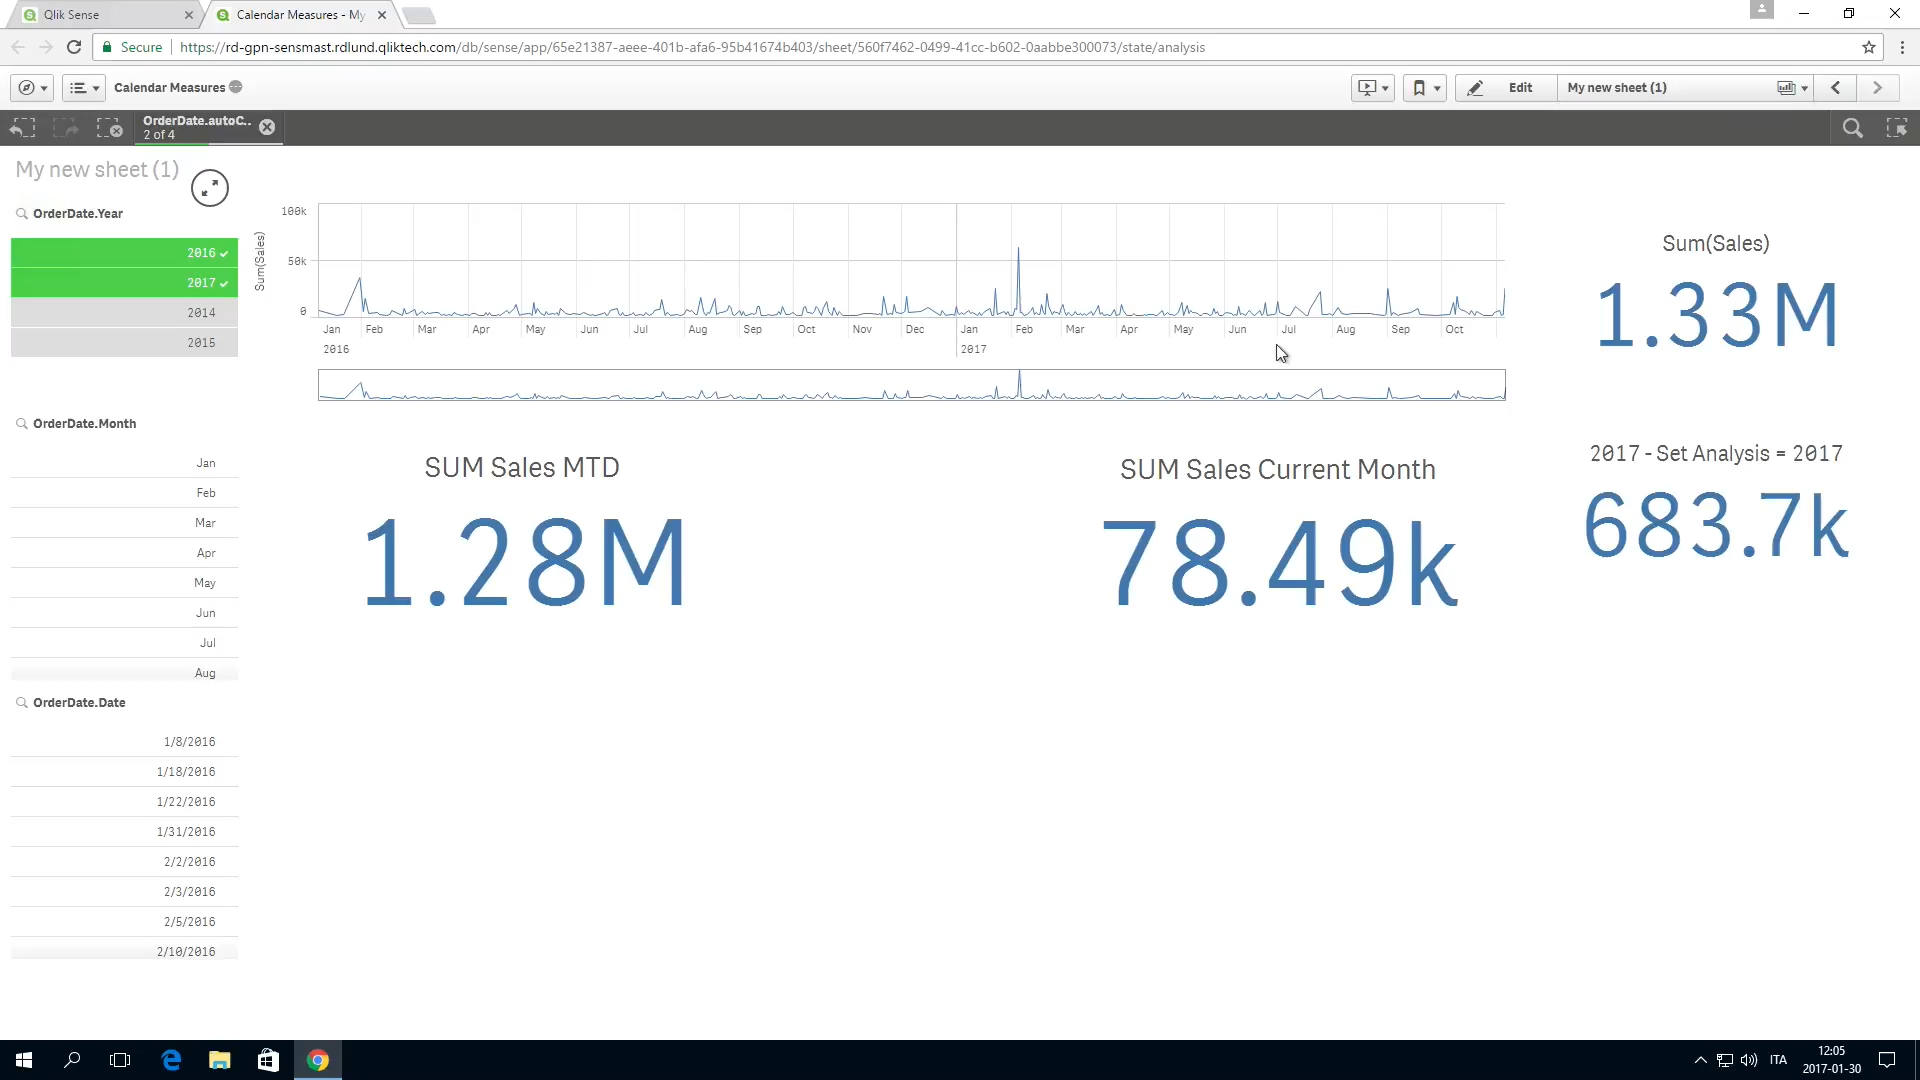 Qlik Sense
Calendar Measures - My
Secure
https://rd-gpn-sensmast.rdlund.qliktech.com/db/sense/app/65e21387-aeee-401b-afa6-95b41674b403/sheet/560f7462-0499-41cc-b602-0aabbe300073/state/analysis
Calendar Measures
Edit
My new sheet (1)
OrderDate.autoC..
2 of 4
My new sheet (1)
OrderDate.Year
2016
2017
2014
2015
OrderDate.Month
Jan
Feb
Mar
Apr
May
Jun
Jul
Aug
OrderDate.Date
1/8/2016
1/18/2016
1/22/2016
1/31/2016
2/2/2016
2/3/2016
2/5/2016
2/10/2016
Sum(Sales)
100k
50k
0
Jan Feb Mar Apr May Jun Jul Aug Sep Oct Nov Dec Jan Feb Mar Apr May Jun Jul Aug Sep Oct
2016 2017
SUM Sales MTD
1.28M
SUM Sales Current Month
78.49k
Sum(Sales)
1.33M
2017 - Set Analysis = 2017
683.7k
ITA
12:05
2017-01-30